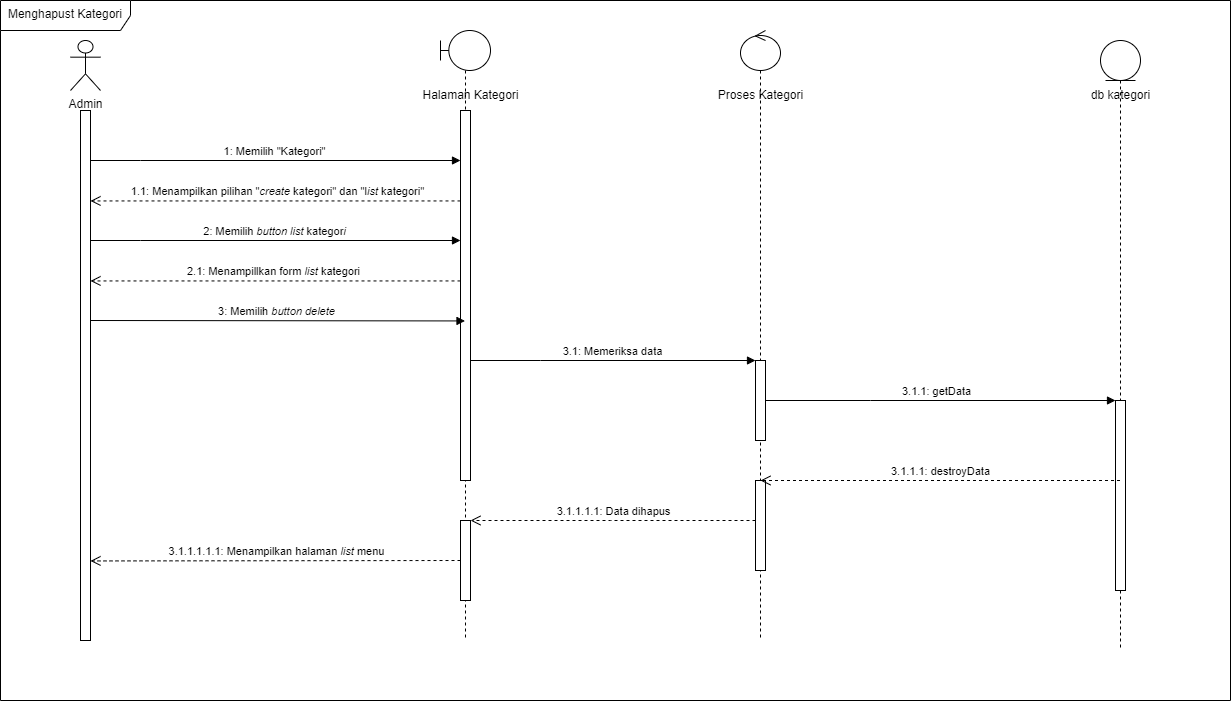 Menghapust Kategori
Admin
Halaman Kategori
Proses Kategori
db kategori
1: Memilih "Kategori"
1.1: Menampilkan pilihan "create kategori" dan "list kategori"
2: Memilih button list kategori
2.1: Menampillkan form list kategori
3: Memilih button delete
3.1: Memeriksa data
3.1.1: getData
3.1.1.1: destroyData
3.1.1.1.1: Data dihapus
3.1.1.1.1.1: Menampilkan halaman list menu